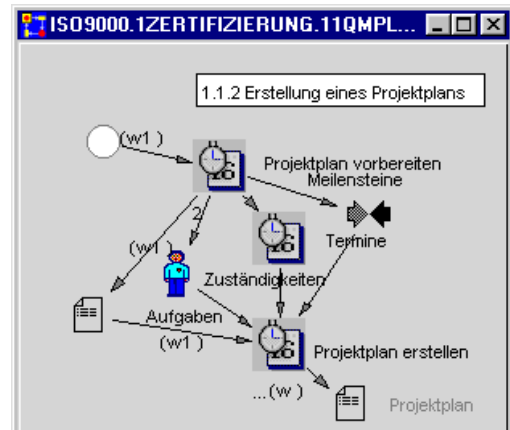 ISO9000.1ZERTIFIZIERUNG.11QMPL...
1.1.2 Erstellung eines Projektplans
(w1 )
Projektplan vorbereiten
Meilensteine
2
(w1 )
Termine
Zuständigkeiten
Aufgaben
(w1 )
Projektplan erstellen
...(w )
Projektplan